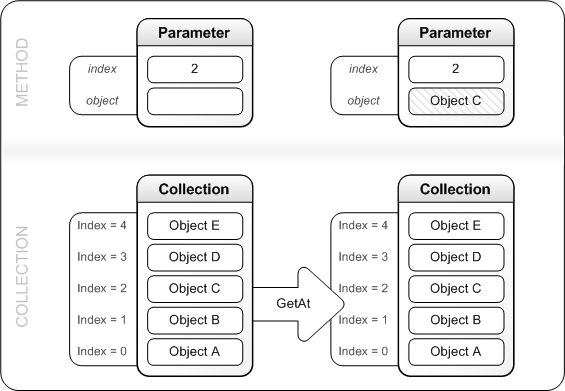 METHOD
Parameter
index 2
object
Parameter
index 2
object Object C
COLLECTION
Collection
Index = 4 Object E
Index = 3 Object D
Index = 2 Object C
Index = 1 Object B
Index = 0 Object A
GetAt
Collection
Index = 4 Object E
Index = 3 Object D
Index = 2 Object C
Index = 1 Object B
Index = 0 Object A